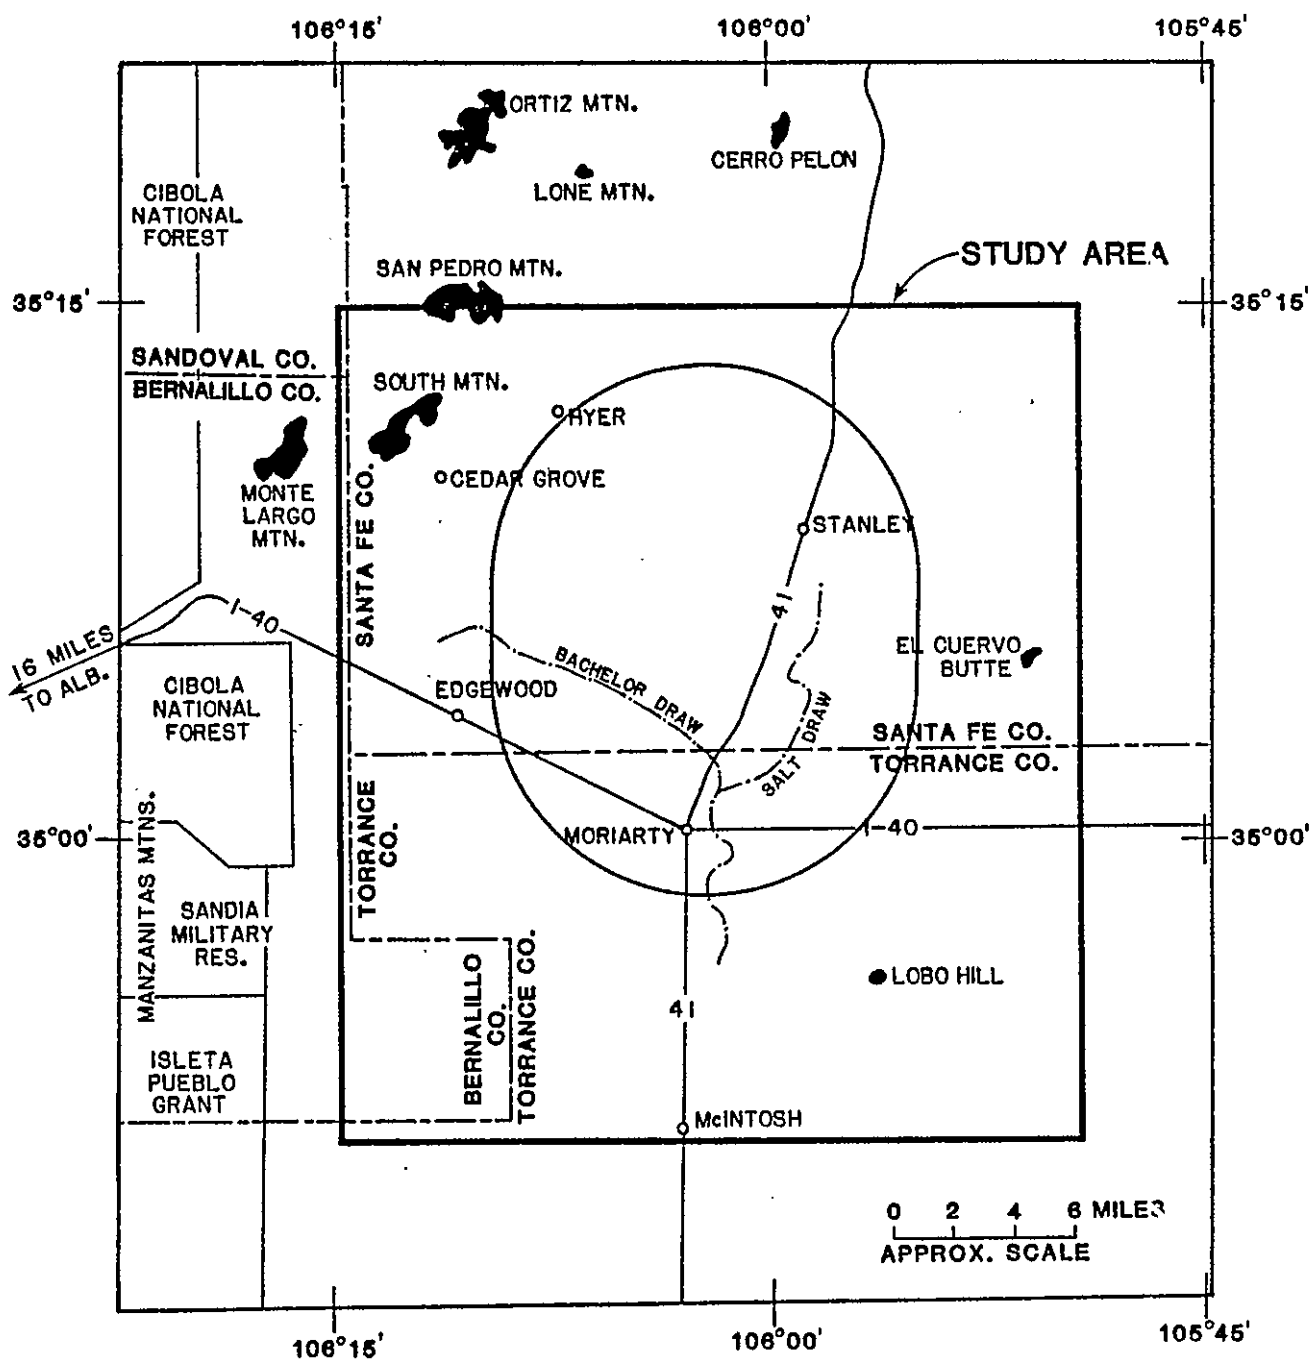 106°15'
106°00'
105°45'
ORTIZ MTN.
CERRO PELON
LONE MTN.
CIBOLA
NATIONAL
FOREST
STUDY AREA
SAN PEDRO MTN.
35°15'
35°15'
SANDOVAL CO.
BERNALILLO CO.
SOUTH MTN.
HYER
CEDAR GROVE
MONTE
LARGO
MTN.
SANTA FE CO.
STANLEY
41
I-40
16 MILES
TO ALB.
BACHELOR DRAW
EL CUERVO
BUTTE
CIBOLA
NATIONAL
FOREST
EDGEWOOD
SALT DRAW
SANTA FE CO.
TORRANCE CO.
MANZANITAS MTNS.
TORRANCE
CO.
MORIARTY
I-40
35°00'
35°00'
SANDIA
MILITARY
RES.
BERNALILLO
CO.
TORRANCE CO.
LOBO HILL
41
ISLETA
PUEBLO
GRANT
McINTOSH
0 2 4 6 MILES
APPROX. SCALE
106°15'
106°00'
105°45'